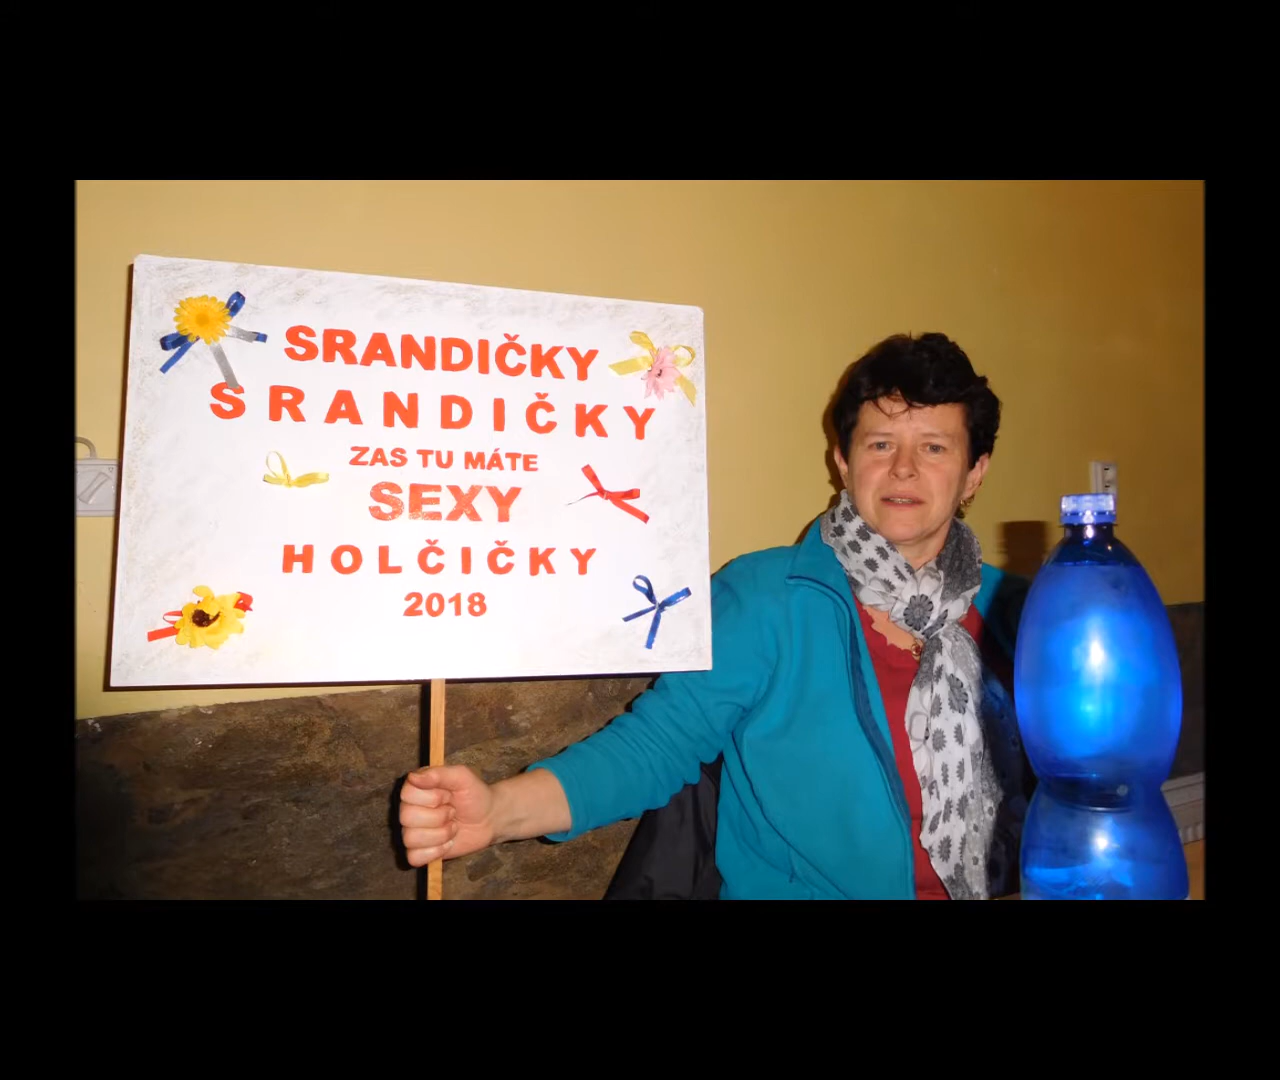 SRANDIČKY
SRANDIČKY
ZAS TU MÁTE
SEXY
HOLČIČKY
2018